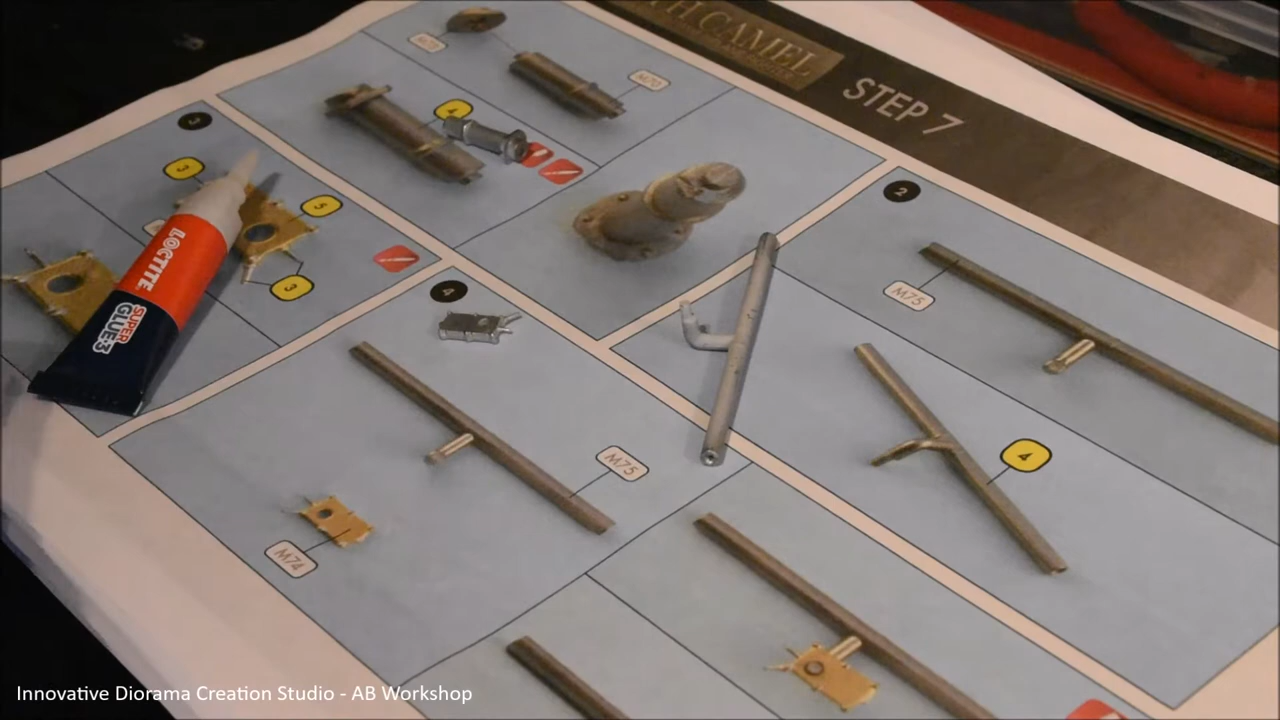 CH CAMEL
STEP 7
M70
2
M75
3
3
5
3
4
LOCTITE
SUPER
GLUE-3
4
M75
4
M74
Innovative Diorama Creation Studio - AB Workshop